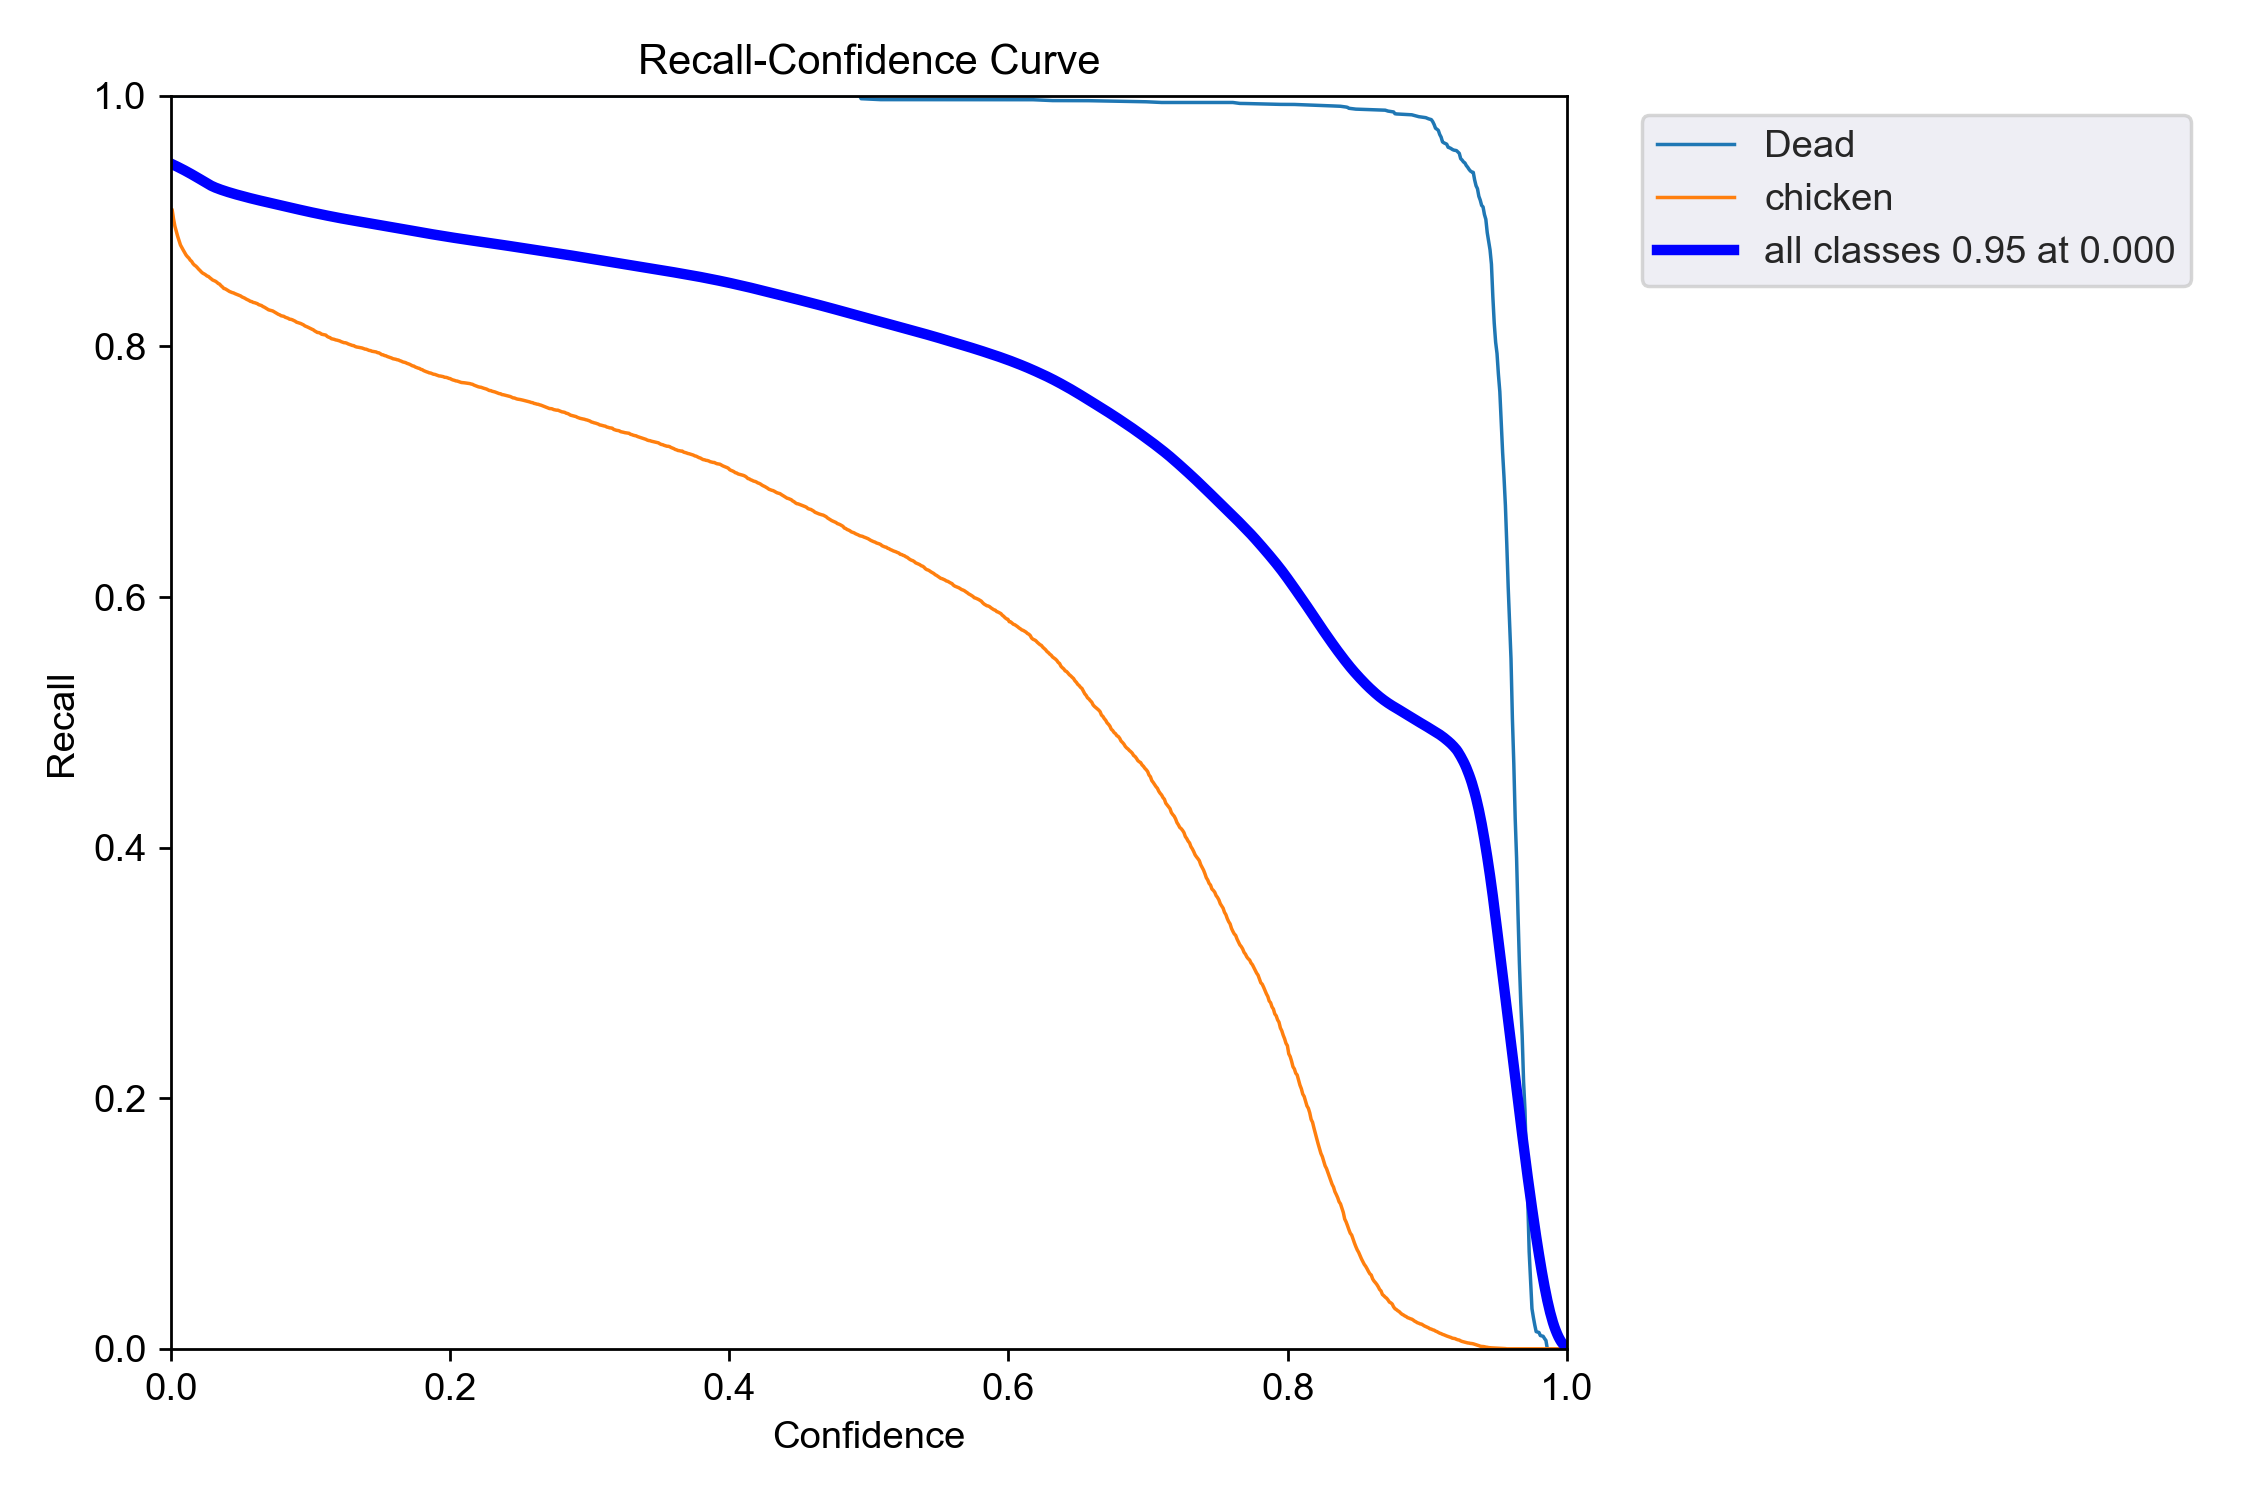 Recall-Confidence Curve
1.0
0.8
0.6
0.4
0.2
0.0
Recall
0.0 0.2 0.4 0.6 0.8 1.0
Confidence
Dead
chicken
all classes 0.95 at 0.000